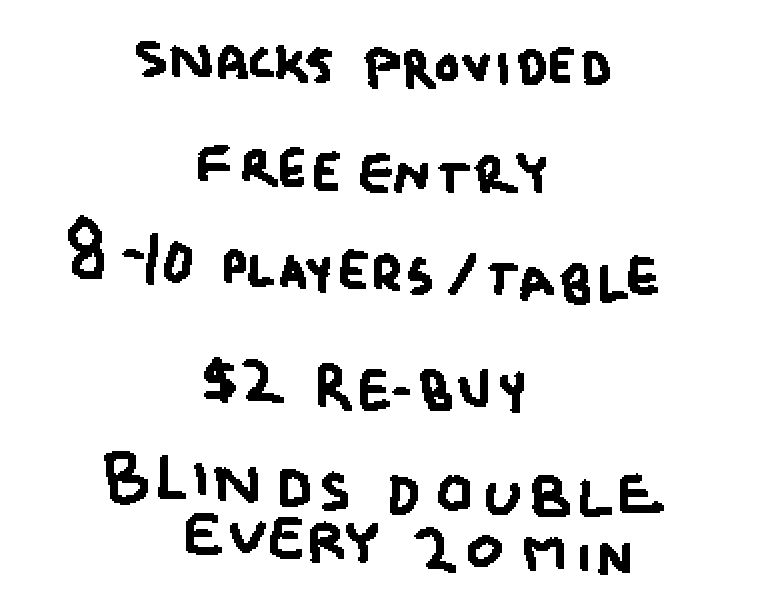 SNACKS PROVIDED
FREE ENTRY
8-10 PLAYERS/TABLE
$2 RE-BUY
BLINDS DOUBLE
EVERY 20 MIN